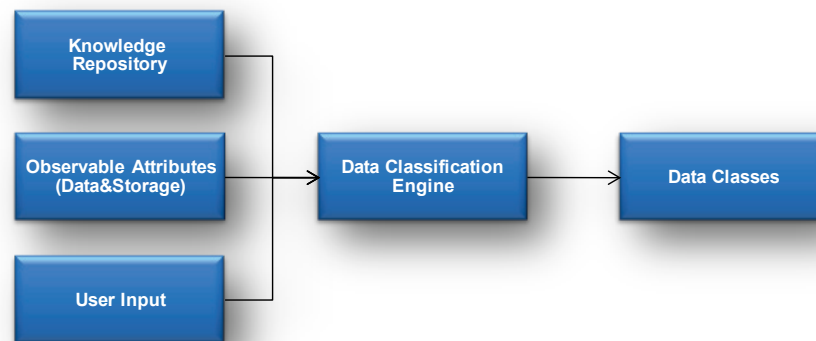 Knowledge
Repository
Observable Attributes
(Data&Storage)
User Input
Data Classification
Engine
Data Classes